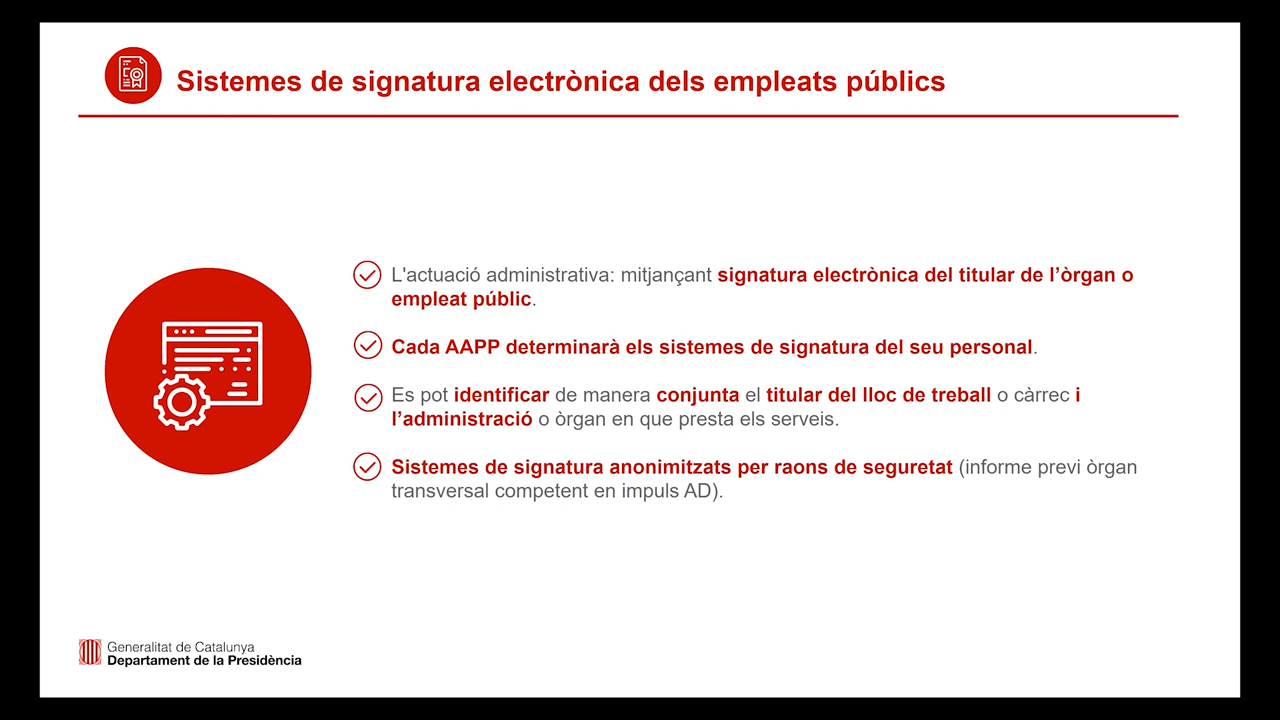 Sistemes de signatura electrònica dels empleats públics
L'actuació administrativa: mitjançant signatura electrònica del titular de l’òrgan o
empleat públic.
Cada AAPP determinarà els sistemes de signatura del seu personal.
Es pot identificar de manera conjunta el titular del lloc de treball o càrrec i
l’administració o òrgan en que presta els serveis.
Sistemes de signatura anonimitzats per raons de seguretat (informe previ òrgan
transversal competent en impuls AD).
Generalitat de Catalunya
Departament de la Presidència